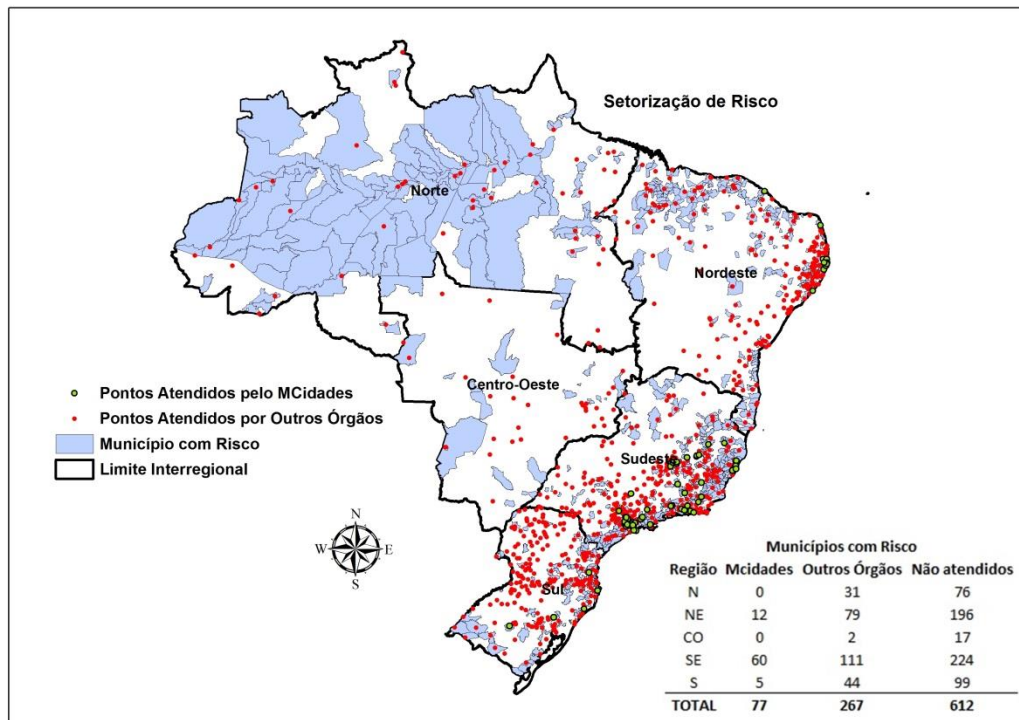 Setorização de Risco
Norte
Nordeste
Centro-Oeste
Sudeste
Sul
Pontos Atendidos pelo MCidades
Pontos Atendidos por Outros Órgãos
Município com Risco
Limite Interregional
N
W E
S
Municípios com Risco
Região Mcidades Outros Órgãos Não atendidos
N 0 31 76
NE 12 79 196
CO 0 2 17
SE 60 111 224
S 5 44 99
TOTAL 77 267 612